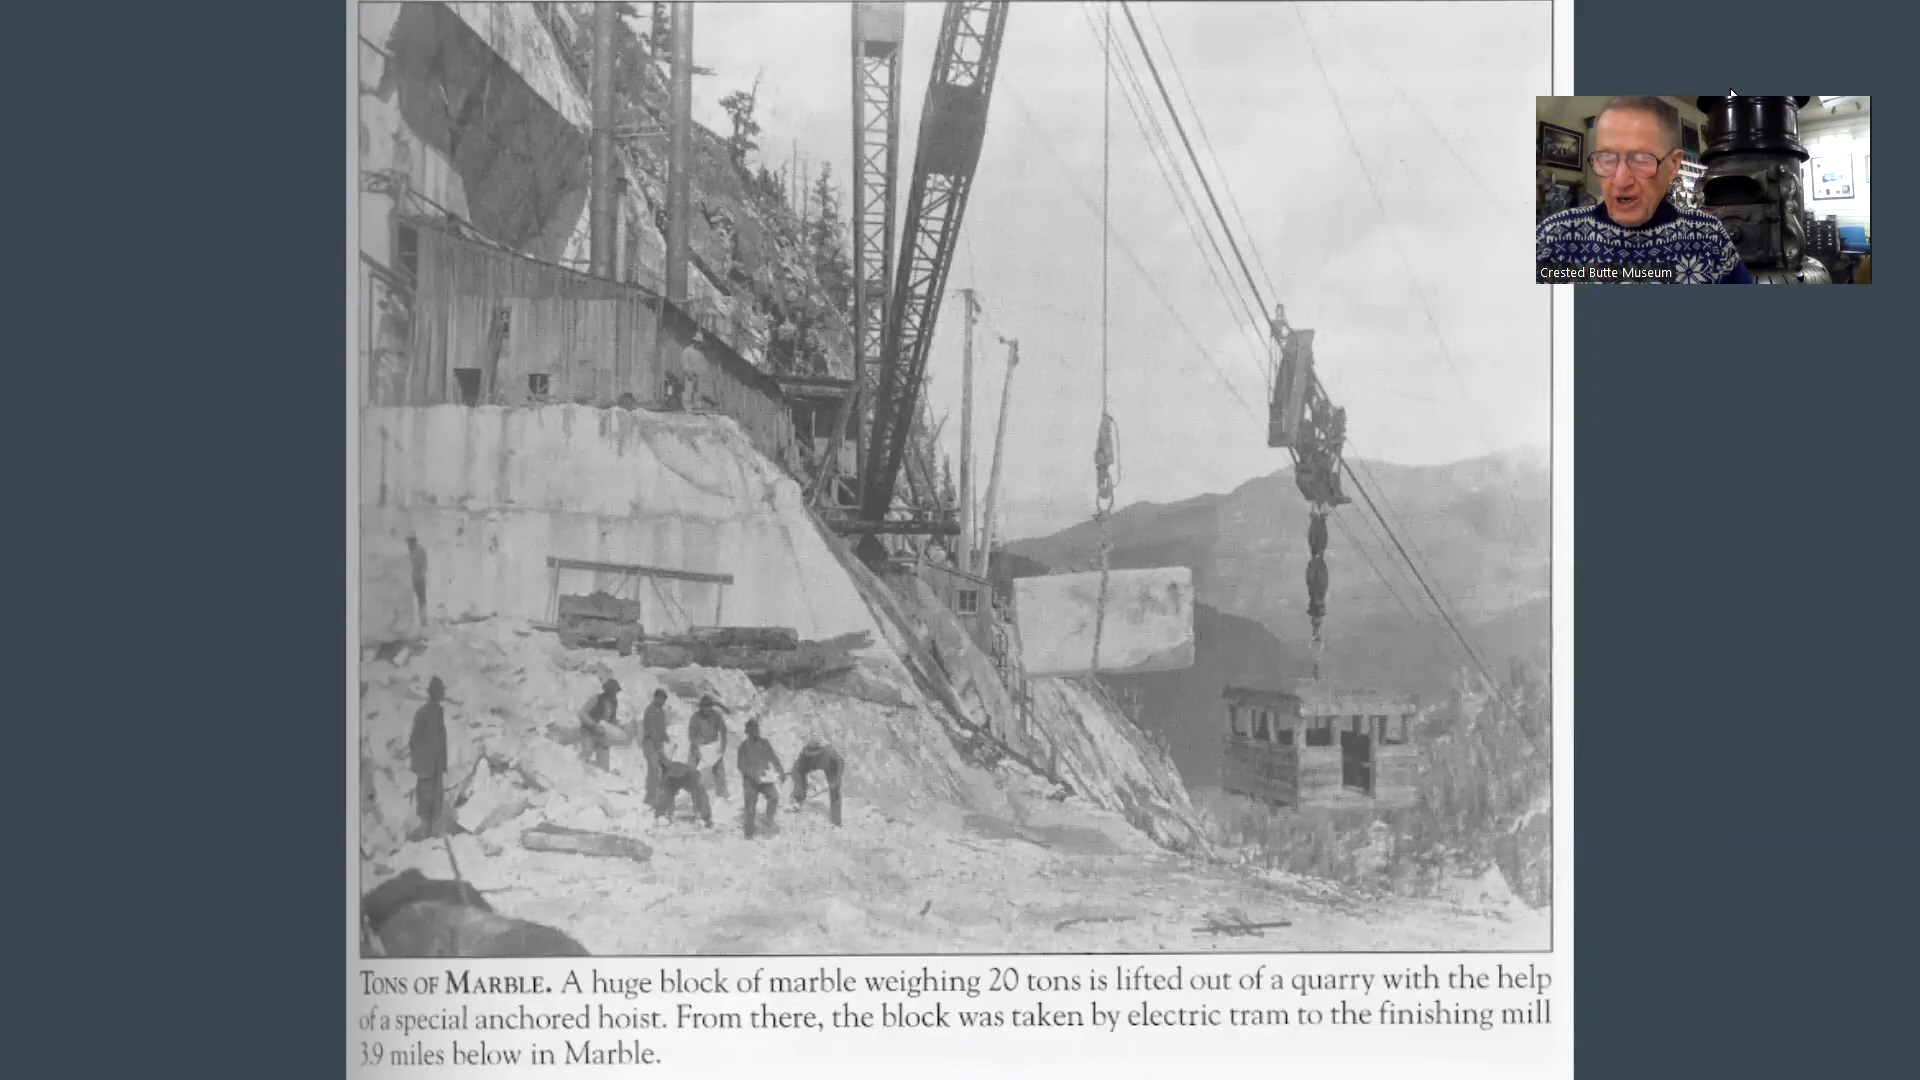 Crested Butte Museum
TONS OF MARBLE. A huge block of marble weighing 20 tons is lifted out of a quarry with the help
of a special anchored hoist. From there, the block was taken by electric tram to the finishing mill
3.9 miles below in Marble.